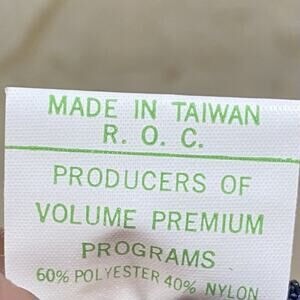 MADE IN TAIWAN
R. O. C.
PRODUCERS OF
VOLUME PREMIUM
PROGRAMS
60% POLYESTER 40% NYLON